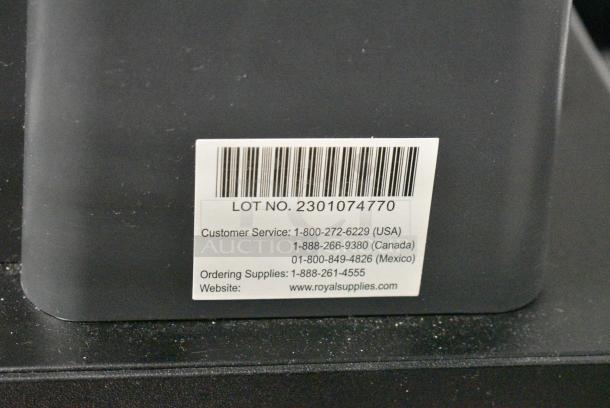 LOT NO. 2301074770
Customer Service: 1-800-272-6229 (USA)
1-888-266-9380 (Canada)
01-800-849-4826 (Mexico)
Ordering Supplies: 1-888-261-4555
Website: www.royalsupplies.com